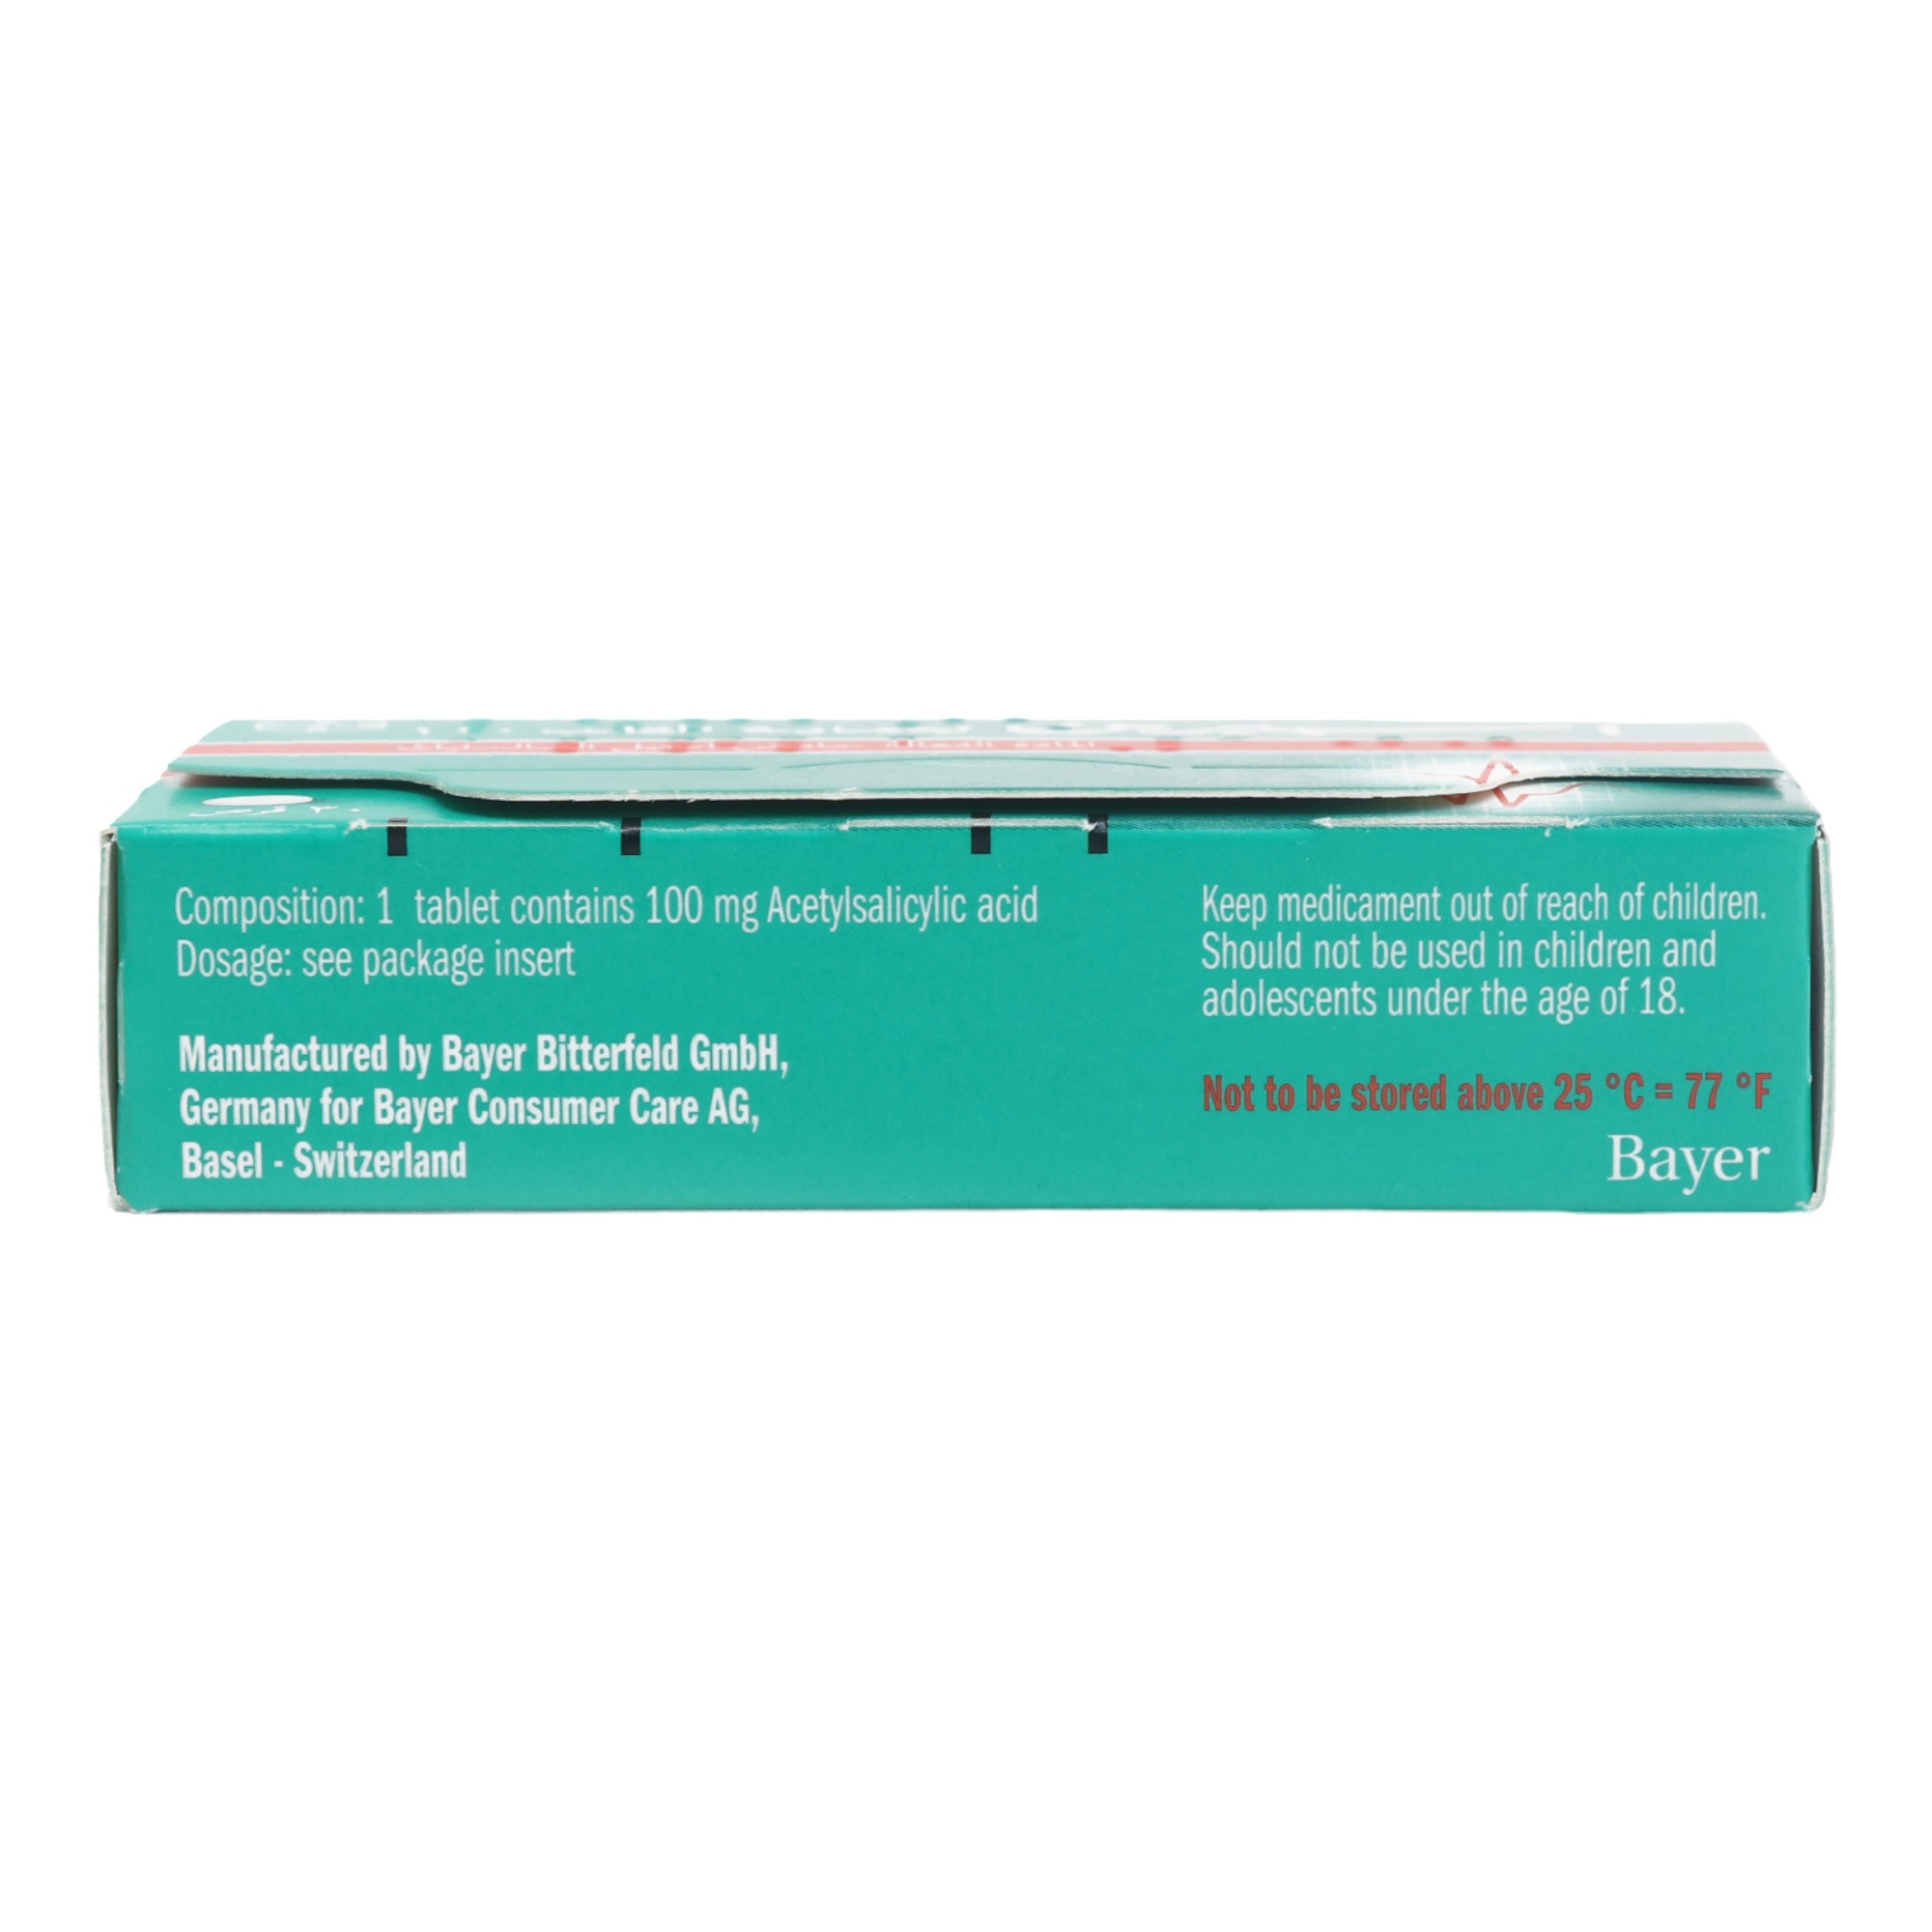 ٣٠ قرص
Composition: 1 tablet contains 100 mg Acetylsalicylic acid
Dosage: see package insert
Manufactured by Bayer Bitterfeld GmbH,
Germany for Bayer Consumer Care AG,
Basel - Switzerland
Keep medicament out of reach of children.
Should not be used in children and
adolescents under the age of 18.
Not to be stored above 25 °C = 77 °F
Bayer